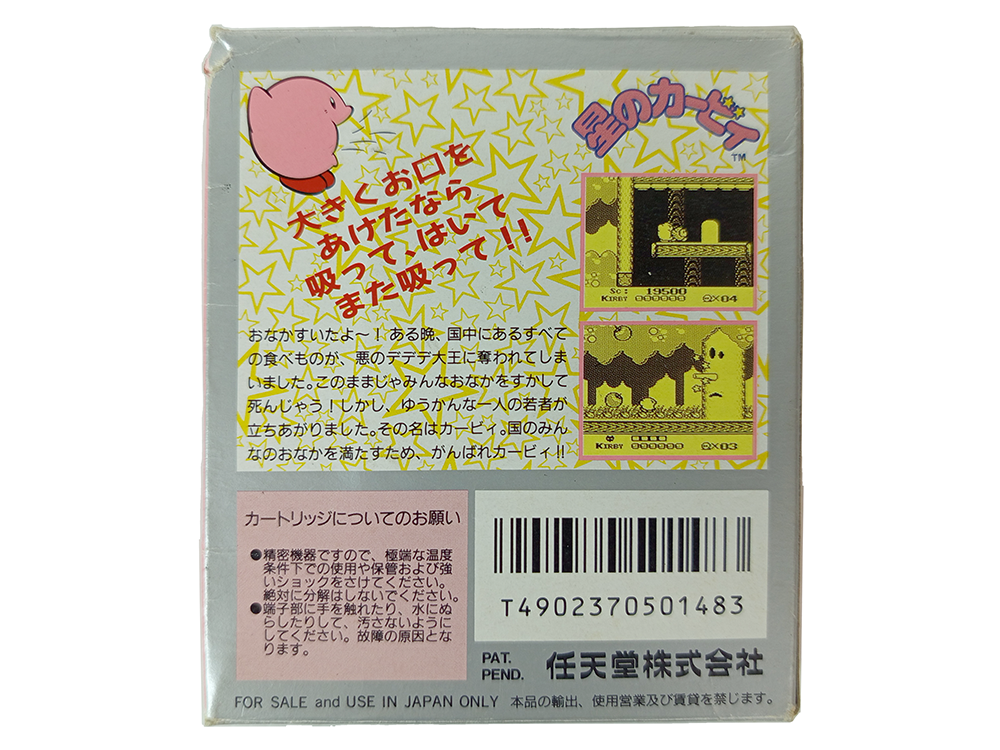 星のカービィ
TM
大きくお口を
あけたなら
吸って、はいて
また吸って!!
Sc: 19500
KIRBY 000000 ×04
KIRBY 000000 ×03
おなかすいたよ〜!ある晩、国中にあるすべて
の食べものが、悪のデデデ大王に奪われてしま
いました。このままじゃみんなおなかをすかして
死んじゃう!しかし、ゆうかんな一人の若者が
立ちあがりました。その名はカービィ。国のみん
なのおなかを満たすため、がんばれカービィ!!
カートリッジについてのお願い
●精密機器ですので、極端な温度
条件下での使用や保管および強
いショックをさけてください。
絶対に分解はしないでください。
●端子部に手を触れたり、水にぬ
らしたりして、汚さないように
してください。故障の原因とな
ります。
T4902370501483
PAT.
PEND.
任天堂株式会社
FOR SALE and USE IN JAPAN ONLY 本品の輸出、使用営業及び賃貸を禁じます。